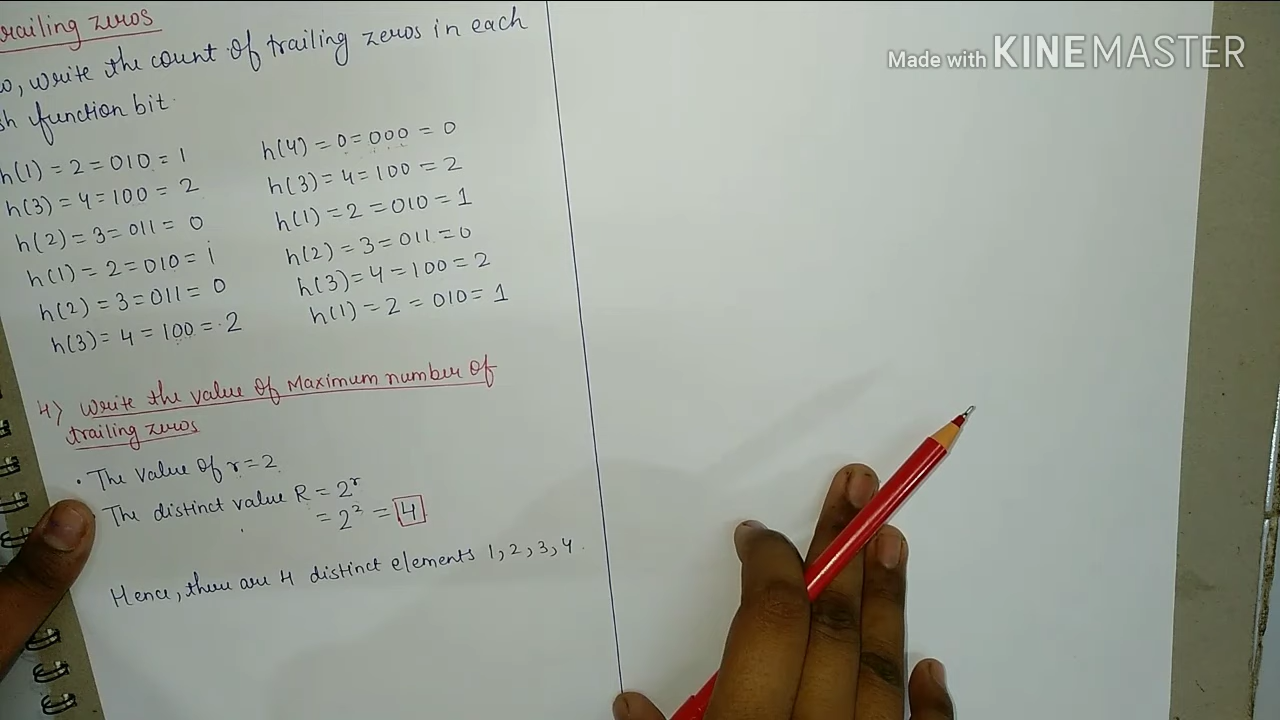 railing zeros
o, write the count of trailing zeros in each
sh function bit.
h(1) = 2 = 010 = 1
h(3) = 4 = 100 = 2
h(2) = 3 = 011 = 0
h(1) = 2 = 010 = 1
h(2) = 3 = 011 = 0
h(3) = 4 = 100 = 2
h(4) = 0 = 000 = 0
h(3) = 4 = 100 = 2
h(1) = 2 = 010 = 1
h(2) = 3 = 011 = 0
h(3) = 4 = 100 = 2
h(1) = 2 = 010 = 1
4) Write the value of Maximum number of
trailing zeros
• The value of r = 2
The distinct value R = 2^r
= 2^2 = 4
Hence, there are 4 distinct elements 1, 2, 3, 4.
Made with KINEMASTER